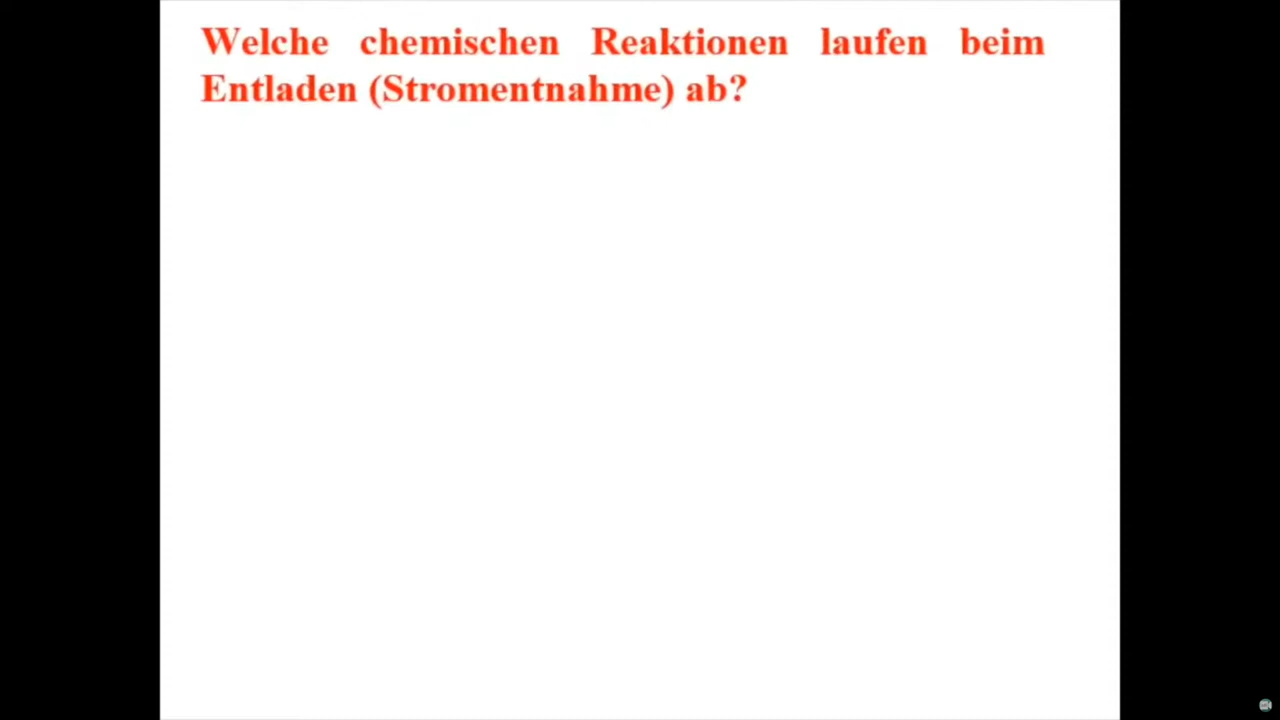 Welche chemischen Reaktionen laufen beim
Entladen (Stromentnahme) ab?